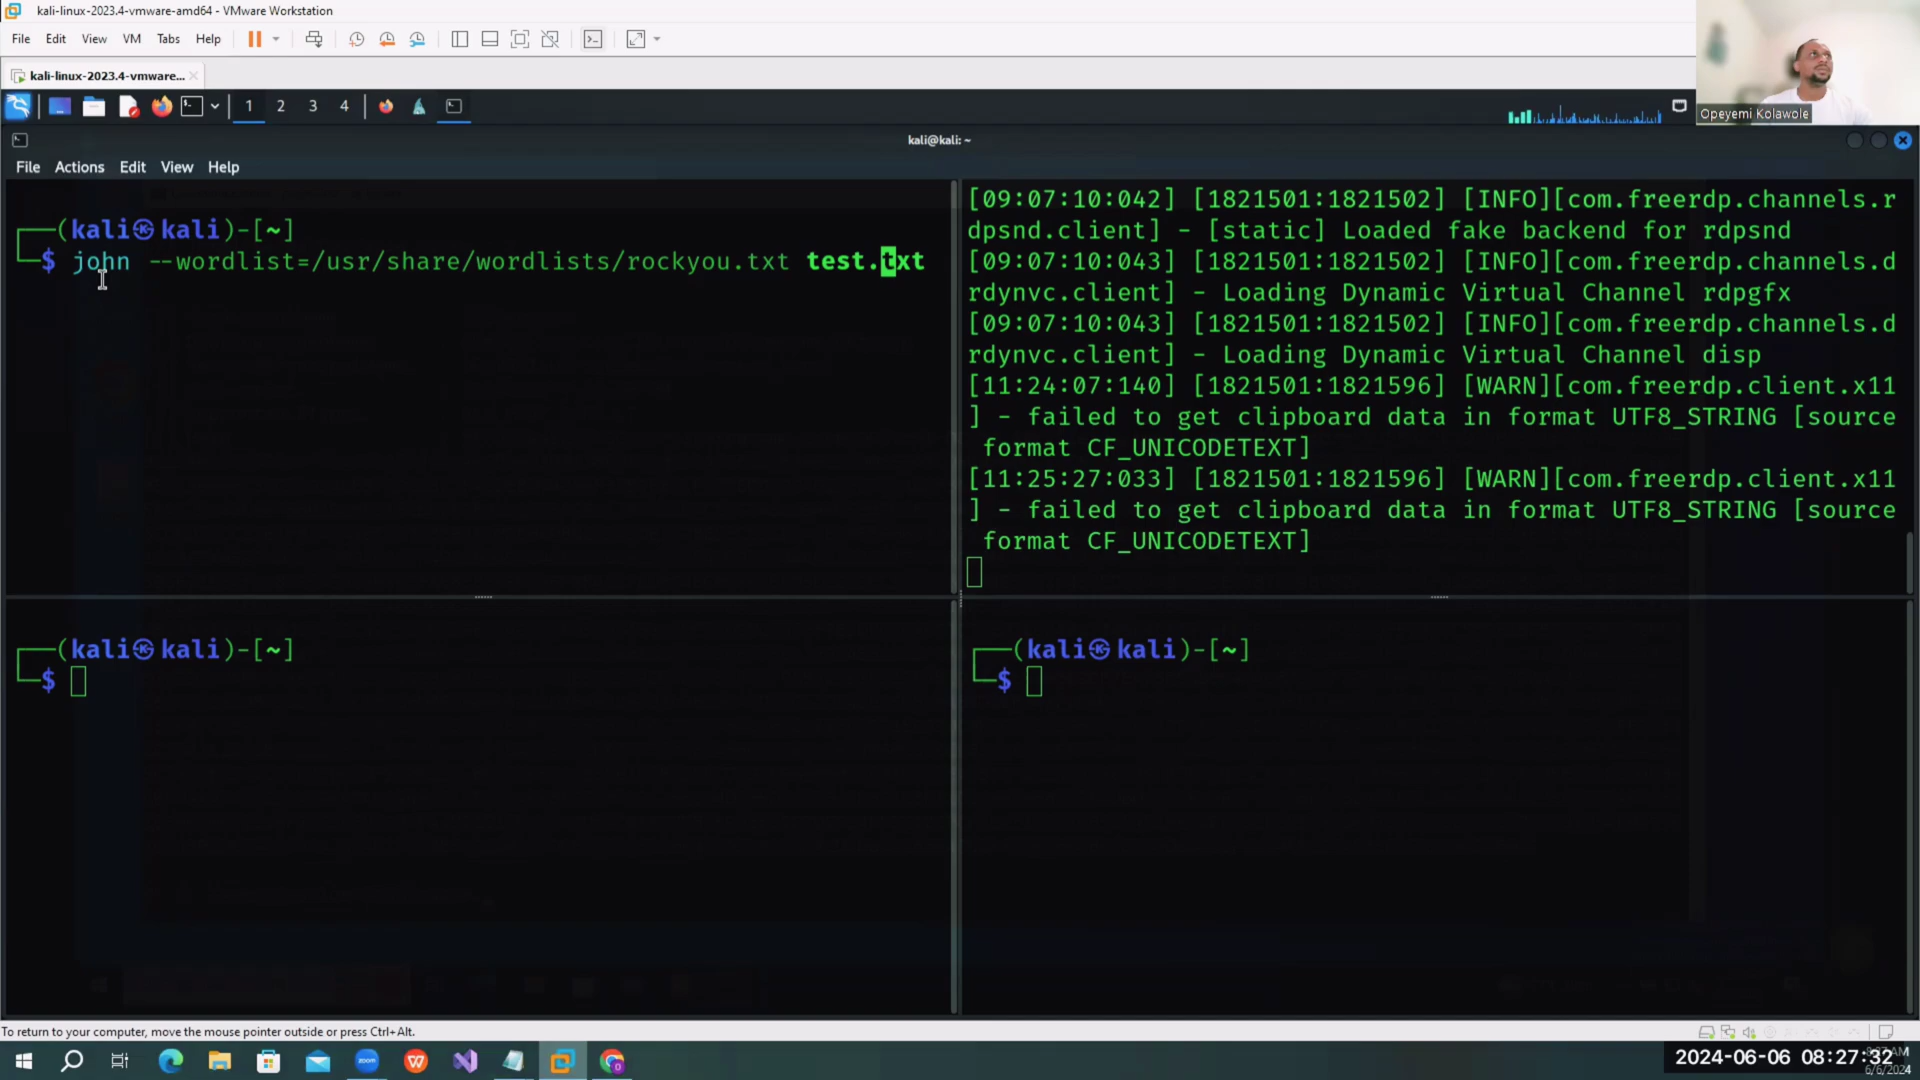 kali-linux-2023.4-vmware-amd64 - VMware Workstation
File Edit View VM Tabs Help
kali-linux-2023.4-vmware...
1 2 3 4
Opeyemi Kolawole
kali@kali: ~
File Actions Edit View Help
(kali㉿kali)-[~]
$ john --wordlist=/usr/share/wordlists/rockyou.txt test.txt
[09:07:10:042] [1821501:1821502] [INFO][com.freerdp.channels.r
dpsnd.client] - [static] Loaded fake backend for rdpsnd
[09:07:10:043] [1821501:1821502] [INFO][com.freerdp.channels.d
rdynvc.client] - Loading Dynamic Virtual Channel rdpgfx
[09:07:10:043] [1821501:1821502] [INFO][com.freerdp.channels.d
rdynvc.client] - Loading Dynamic Virtual Channel disp
[11:24:07:140] [1821501:1821596] [WARN][com.freerdp.client.x11
] - failed to get clipboard data in format UTF8_STRING [source
format CF_UNICODETEXT]
[11:25:27:033] [1821501:1821596] [WARN][com.freerdp.client.x11
] - failed to get clipboard data in format UTF8_STRING [source
format CF_UNICODETEXT]
(kali㉿kali)-[~]
$
(kali㉿kali)-[~]
$
To return to your computer, move the mouse pointer outside or press Ctrl+Alt.
zoom
2024-06-06 08:27:32
6/6/2024